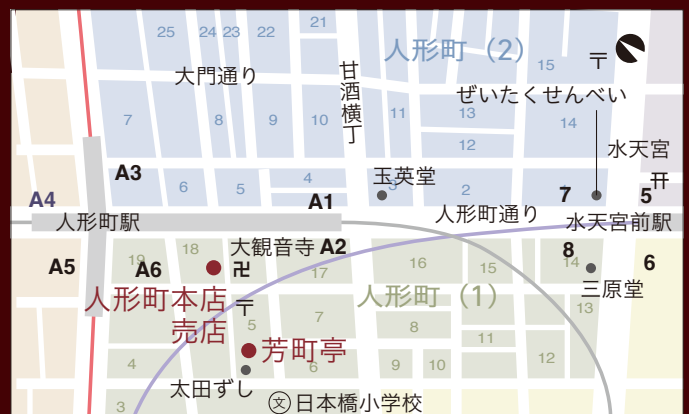 21
25
24
23
22
人形町（2）
15
〒
大門通り
甘酒横丁
ぜいたくせんべい
7
8
9
10
11
13
14
12
水天宮
A3
4
玉英堂
A4
6
5
A1
3
2
7
5
人形町通り
人形町駅
水天宮前駅
18
大観音寺
A2
8
A5
19
A6
卍
17
16
15
14
6
三原堂
人形町本店
売店
〒
人形町（1）
13
5
7
8
11
芳町亭
4
6
9
10
12
太田ずし
3
文
日本橋小学校